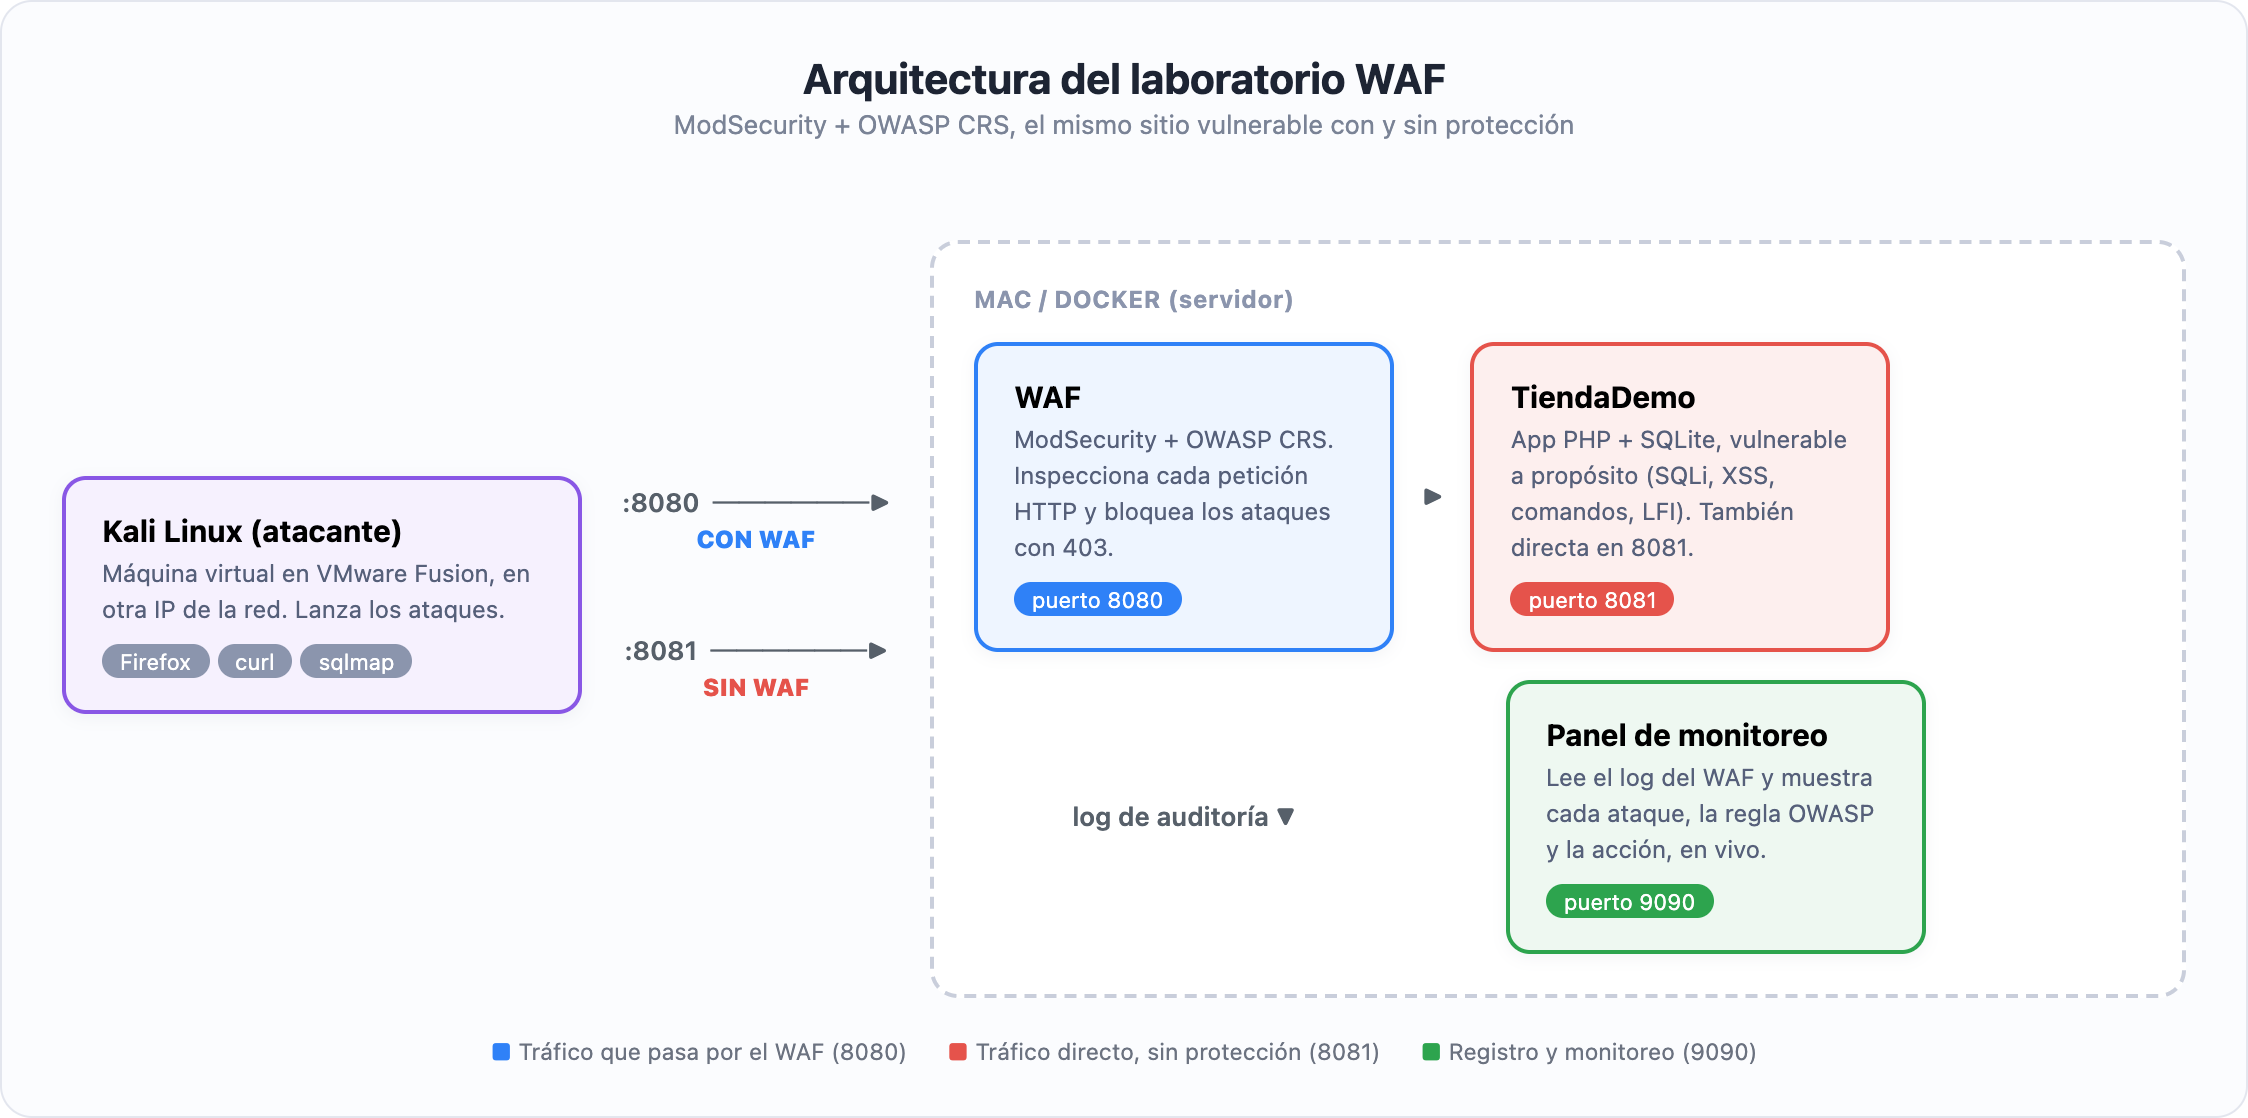 Arquitectura del laboratorio WAF
ModSecurity + OWASP CRS, el mismo sitio vulnerable con y sin protección
Kali Linux (atacante)
Máquina virtual en VMware Fusion, en
otra IP de la red. Lanza los ataques.
Firefox curl sqlmap
:8080
CON WAF
:8081
SIN WAF
MAC / DOCKER (servidor)
WAF
ModSecurity + OWASP CRS.
Inspecciona cada petición
HTTP y bloquea los ataques
con 403.
puerto 8080
TiendaDemo
App PHP + SQLite, vulnerable
a propósito (SQLi, XSS,
comandos, LFI). También
directa en 8081.
puerto 8081
log de auditoría
Panel de monitoreo
Lee el log del WAF y muestra
cada ataque, la regla OWASP
y la acción, en vivo.
puerto 9090
Tráfico que pasa por el WAF (8080)
Tráfico directo, sin protección (8081)
Registro y monitoreo (9090)